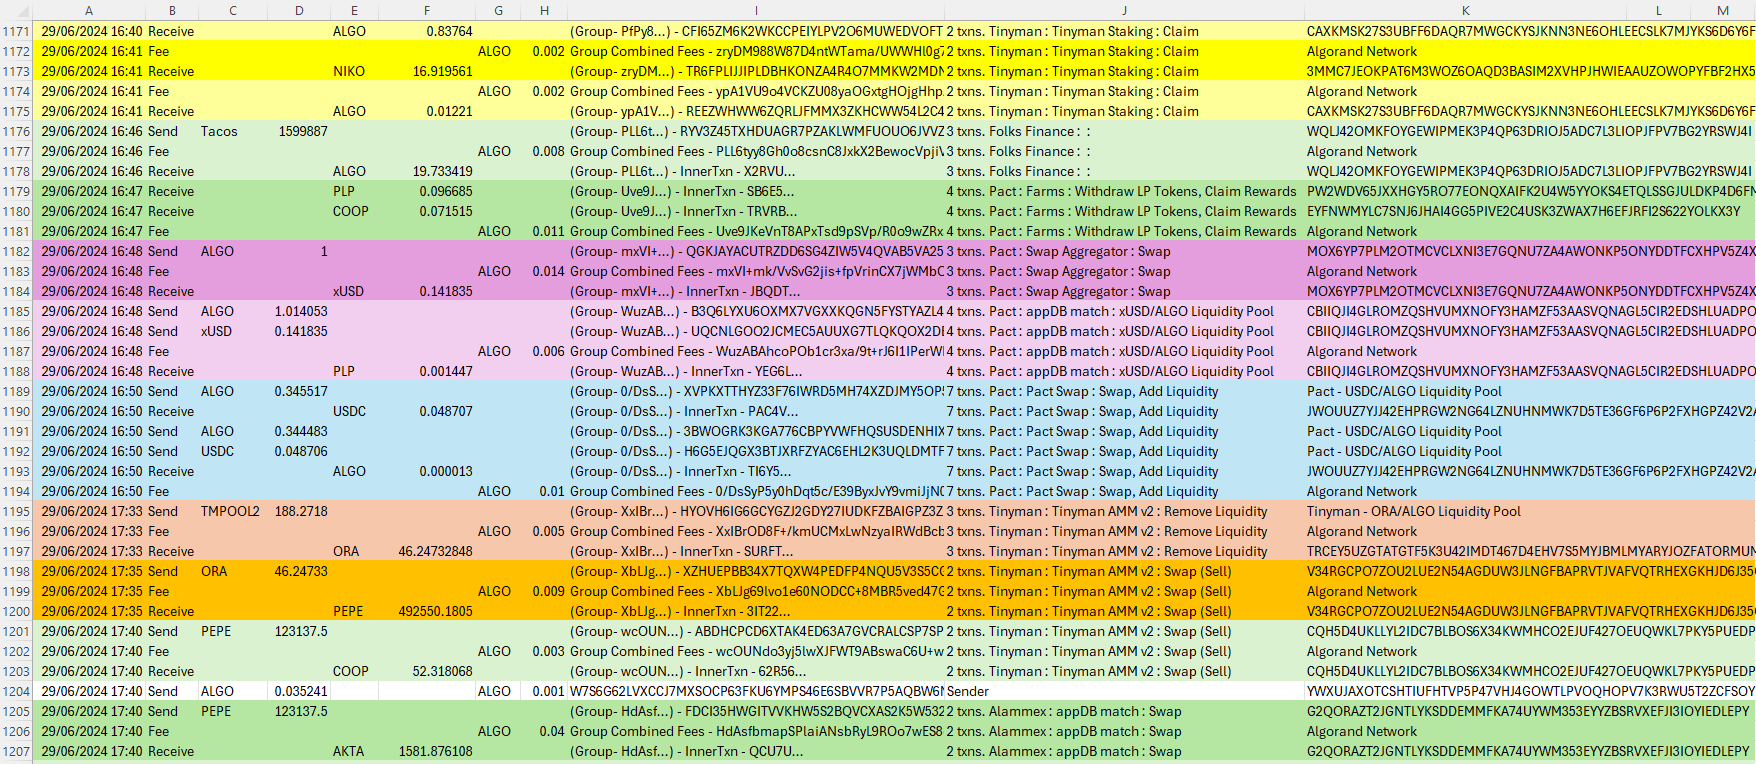 A B C D E F G H I J K L M
1171 29/06/2024 16:40 Receive ALGO 0.83764 (Group- PfPy8...) - CFI65ZM6K2WKCCPEIYLPV2O6MUWEDVOFT 2 txns. Tinyman : Tinyman Staking : Claim CAXKMSK27S3UBFF6DAQR7MWGCKYSJKNN3NE6OHLEECSLK7MJYKS6D6Y6F
1172 29/06/2024 16:41 Fee ALGO 0.002 Group Combined Fees - zryDM988W87D4ntWTama/UWWHl0g7 2 txns. Tinyman : Tinyman Staking : Claim Algorand Network
1173 29/06/2024 16:41 Receive NIKO 16.919561 (Group- zryDM...) - TR6FPLIJJIPLDBHKONZA4R4O7MMKW2MDN 2 txns. Tinyman : Tinyman Staking : Claim 3MMC7JEOKPAT6M3WOZ6OAQD3BASIM2XVHPJHWIEAAUZOWOPYFBF2HX5
1174 29/06/2024 16:41 Fee ALGO 0.002 Group Combined Fees - ypA1VU9o4VCKZU08yaOGxtgHOjgHhp 2 txns. Tinyman : Tinyman Staking : Claim Algorand Network
1175 29/06/2024 16:41 Receive ALGO 0.01221 (Group- ypA1V...) - REEZWHWW6ZQRLJFMMX3ZKHCWW54L2C4 2 txns. Tinyman : Tinyman Staking : Claim CAXKMSK27S3UBFF6DAQR7MWGCKYSJKNN3NE6OHLEECSLK7MJYKS6D6Y6F
1176 29/06/2024 16:46 Send Tacos 1599887 (Group- PLL6t...) - RYV3Z45TXHDUAGR7PZAKLWMFUOUO6JVVZ 3 txns. Folks Finance : : WQLJ42OMKFOYGEWIPMEK3P4QP63DRIOJ5ADC7L3LIOPJFPV7BG2YRSWJ4I
1177 29/06/2024 16:46 Fee ALGO 0.008 Group Combined Fees - PLL6tyy8Gh0o8csnC8JxkX2BewocVpji 3 txns. Folks Finance : : Algorand Network
1178 29/06/2024 16:46 Receive ALGO 19.733419 (Group- PLL6t...) - InnerTxn - X2RVU... 3 txns. Folks Finance : : WQLJ42OMKFOYGEWIPMEK3P4QP63DRIOJ5ADC7L3LIOPJFPV7BG2YRSWJ4I
1179 29/06/2024 16:47 Receive PLP 0.096685 (Group- Uve9J...) - InnerTxn - SB6E5... 4 txns. Pact : Farms : Withdraw LP Tokens, Claim Rewards PW2WDV65JXXHGY5RO77EONQXAIFK2U4W5YYOKS4ETQLSSGJULDKP4D6FM
1180 29/06/2024 16:47 Receive COOP 0.071515 (Group- Uve9J...) - InnerTxn - TRVRB... 4 txns. Pact : Farms : Withdraw LP Tokens, Claim Rewards EYFNWMYLC7SNJ6JHAI4GG5PIVE2C4USK3ZWAX7H6EFJRFI2S622YOLKX3Y
1181 29/06/2024 16:47 Fee ALGO 0.011 Group Combined Fees - Uve9JKeVnT8APxTsd9pSVp/R0o9wZRx 4 txns. Pact : Farms : Withdraw LP Tokens, Claim Rewards Algorand Network
1182 29/06/2024 16:48 Send ALGO 1 (Group- mxVI+...) - QGKJAYACUTRZDD6SG4ZIW5V4QVAB5VA25 3 txns. Pact : Swap Aggregator : Swap MOX6YP7PLM2OTMCVCLXNI3E7GQNU7ZA4AWONKP5ONYDDTFCXHPV5Z4X
1183 29/06/2024 16:48 Fee ALGO 0.014 Group Combined Fees - mxVI+mk/VvSvG2jis+fpVrinCX7jWMbC 3 txns. Pact : Swap Aggregator : Swap Algorand Network
1184 29/06/2024 16:48 Receive xUSD 0.141835 (Group- mxVI+...) - InnerTxn - JBQDT... 3 txns. Pact : Swap Aggregator : Swap MOX6YP7PLM2OTMCVCLXNI3E7GQNU7ZA4AWONKP5ONYDDTFCXHPV5Z4X
1185 29/06/2024 16:48 Send ALGO 1.014053 (Group- WuzAB...) - B3Q6LYXU6OXMX7VGXXKQGN5FYSTYAZL4 4 txns. Pact : appDB match : xUSD/ALGO Liquidity Pool CBIIQJI4GLROMZQSHVUMXNOFY3HAMZF53AASVQNAGL5CIR2EDSHLUADPO
1186 29/06/2024 16:48 Send xUSD 0.141835 (Group- WuzAB...) - UQCNLGOO2JCMEC5AUUXG7TLQKQOX2DI 4 txns. Pact : appDB match : xUSD/ALGO Liquidity Pool CBIIQJI4GLROMZQSHVUMXNOFY3HAMZF53AASVQNAGL5CIR2EDSHLUADPO
1187 29/06/2024 16:48 Fee ALGO 0.006 Group Combined Fees - WuzABAhcoPOb1cr3xa/9t+rJ6I1IPerW 4 txns. Pact : appDB match : xUSD/ALGO Liquidity Pool Algorand Network
1188 29/06/2024 16:48 Receive PLP 0.001447 (Group- WuzAB...) - InnerTxn - YEG6L... 4 txns. Pact : appDB match : xUSD/ALGO Liquidity Pool CBIIQJI4GLROMZQSHVUMXNOFY3HAMZF53AASVQNAGL5CIR2EDSHLUADPO
1189 29/06/2024 16:50 Send ALGO 0.345517 (Group- 0/DsS...) - XVPKXTTHYZ33F76IWRD5MH74XZDJMY5OP 7 txns. Pact : Pact Swap : Swap, Add Liquidity Pact - USDC/ALGO Liquidity Pool
1190 29/06/2024 16:50 Receive USDC 0.048707 (Group- 0/DsS...) - InnerTxn - PAC4V... 7 txns. Pact : Pact Swap : Swap, Add Liquidity JWOUUZ7YJJ42EHPRGW2NG64LZNUHNMWK7D5TE36GF6P6P2FXHGPZ42V2A
1191 29/06/2024 16:50 Send ALGO 0.344483 (Group- 0/DsS...) - 3BWOGRK3KGA776CBPYVWFHQSUSDENHIX 7 txns. Pact : Pact Swap : Swap, Add Liquidity Pact - USDC/ALGO Liquidity Pool
1192 29/06/2024 16:50 Send USDC 0.048706 (Group- 0/DsS...) - H6G5EJQGX3BTJXRFZYAC6EHL2K3UQLDMTF 7 txns. Pact : Pact Swap : Swap, Add Liquidity Pact - USDC/ALGO Liquidity Pool
1193 29/06/2024 16:50 Receive ALGO 0.000013 (Group- 0/DsS...) - InnerTxn - TI6Y5... 7 txns. Pact : Pact Swap : Swap, Add Liquidity JWOUUZ7YJJ42EHPRGW2NG64LZNUHNMWK7D5TE36GF6P6P2FXHGPZ42V2A
1194 29/06/2024 16:50 Fee ALGO 0.01 Group Combined Fees - 0/DsSyP5y0hDqt5c/E39ByxJvY9vmiJjN 7 txns. Pact : Pact Swap : Swap, Add Liquidity Algorand Network
1195 29/06/2024 17:33 Send TMPOOL2 188.2718 (Group- XxIBr...) - HYOVH6IG6GCYGZJ2GDY27IUDKFZBAIGPZ3Z 3 txns. Tinyman : Tinyman AMM v2 : Remove Liquidity Tinyman - ORA/ALGO Liquidity Pool
1196 29/06/2024 17:33 Fee ALGO 0.005 Group Combined Fees - XxIBrOD8F+/kmUCMxLwNzyaIRWdBcb 3 txns. Tinyman : Tinyman AMM v2 : Remove Liquidity Algorand Network
1197 29/06/2024 17:33 Receive ORA 46.24732848 (Group- XxIBr...) - InnerTxn - SURFT... 3 txns. Tinyman : Tinyman AMM v2 : Remove Liquidity TRCEY5UZGTATGTF5K3U42IMDT467D4EHV7S5MYJBMLMYARYJOZFATORMUM
1198 29/06/2024 17:35 Send ORA 46.24733 (Group- XbLJg...) - XZHUEPBB34X7TQXW4PEDFP4NQU5V3S5C 2 txns. Tinyman : Tinyman AMM v2 : Swap (Sell) V34RGCPO7ZOU2LUE2N54AGDUW3JLNGFBAPRVTJVAFVQTRHEXGKHJD6J35
1199 29/06/2024 17:35 Fee ALGO 0.009 Group Combined Fees - XbLJg69lvo1e60NODCC+8MBR5ved47 2 txns. Tinyman : Tinyman AMM v2 : Swap (Sell) Algorand Network
1200 29/06/2024 17:35 Receive PEPE 492550.1805 (Group- XbLJg...) - InnerTxn - 3IT22... 2 txns. Tinyman : Tinyman AMM v2 : Swap (Sell) V34RGCPO7ZOU2LUE2N54AGDUW3JLNGFBAPRVTJVAFVQTRHEXGKHJD6J35
1201 29/06/2024 17:40 Send PEPE 123137.5 (Group- wcOUN...) - ABDHCPCD6XTAK4ED63A7GVCRALCSP7SP 2 txns. Tinyman : Tinyman AMM v2 : Swap (Sell) CQH5D4UKLLYL2IDC7BLBOS6X34KWMHCO2EJUF427OEUQWKL7PKY5PUEDP
1202 29/06/2024 17:40 Fee ALGO 0.003 Group Combined Fees - wcOUNdo3yj5lwXJFWT9ABswaC6U+w 2 txns. Tinyman : Tinyman AMM v2 : Swap (Sell) Algorand Network
1203 29/06/2024 17:40 Receive COOP 52.318068 (Group- wcOUN...) - InnerTxn - 62R56... 2 txns. Tinyman : Tinyman AMM v2 : Swap (Sell) CQH5D4UKLLYL2IDC7BLBOS6X34KWMHCO2EJUF427OEUQWKL7PKY5PUEDP
1204 29/06/2024 17:40 Send ALGO 0.035241 ALGO 0.001 W7S6G62LVXCCJ7MXSOCP63FKU6YMPS46E6SBVVR7P5AQBW6 Sender YWXUJAXOTCSHTIUFHTVP5P47VHJ4GOWTLPVOQHOPV7K3RWU5T2ZCFSOY
1205 29/06/2024 17:40 Send PEPE 123137.5 (Group- HdAsf...) - FDCI35HWGITVVKHW5S2BQVCXAS2K5W532 2 txns. Alammex : appDB match : Swap G2QORAZT2JGNTLYKSDDEMMFKA74UYWM353EYYZBSRVXEFJI3IOYIEDLEPY
1206 29/06/2024 17:40 Fee ALGO 0.04 Group Combined Fees - HdAsfbmapSPlaiANsbRyL9ROo7wES8 2 txns. Alammex : appDB match : Swap Algorand Network
1207 29/06/2024 17:40 Receive AKTA 1581.876108 (Group- HdAsf...) - InnerTxn - QCU7U... 2 txns. Alammex : appDB match : Swap G2QORAZT2JGNTLYKSDDEMMFKA74UYWM353EYYZBSRVXEFJI3IOYIEDLEPY